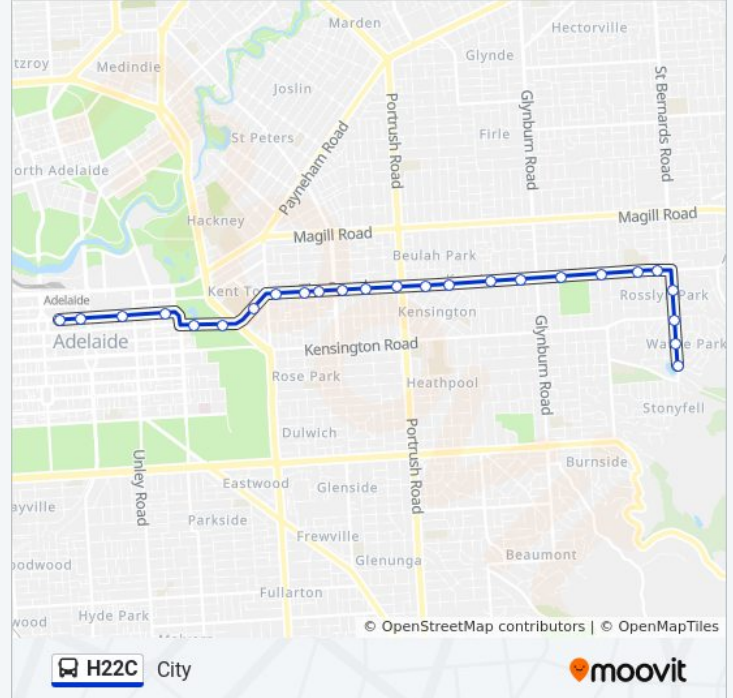 Marden
Hectorville
tzroy
Medindie
Glynde
Joslin
St Bernards Road
Portrush Road
Glynburn Road
St Peters
Payneham Road
Firle
orth Adelaide
Hackney
Magill Road
Magill Road
Beulah Park
Kent To
Adelaide
Rosslyn Park
Kensington
Adelaide
Kensington Road
Glynburn Road
Rose Park
Heathpool
Stonyfell
Dulwich
Portrush Road
Unley Road
Burnside
Eastwood
Glenside
ayville
Parkside
Frewville
Beaumont
Glenunga
oodwood
Fullarton
wood
Hyde Park
© OpenStreetMap contributors | © OpenMapTiles
H22C City
moovit